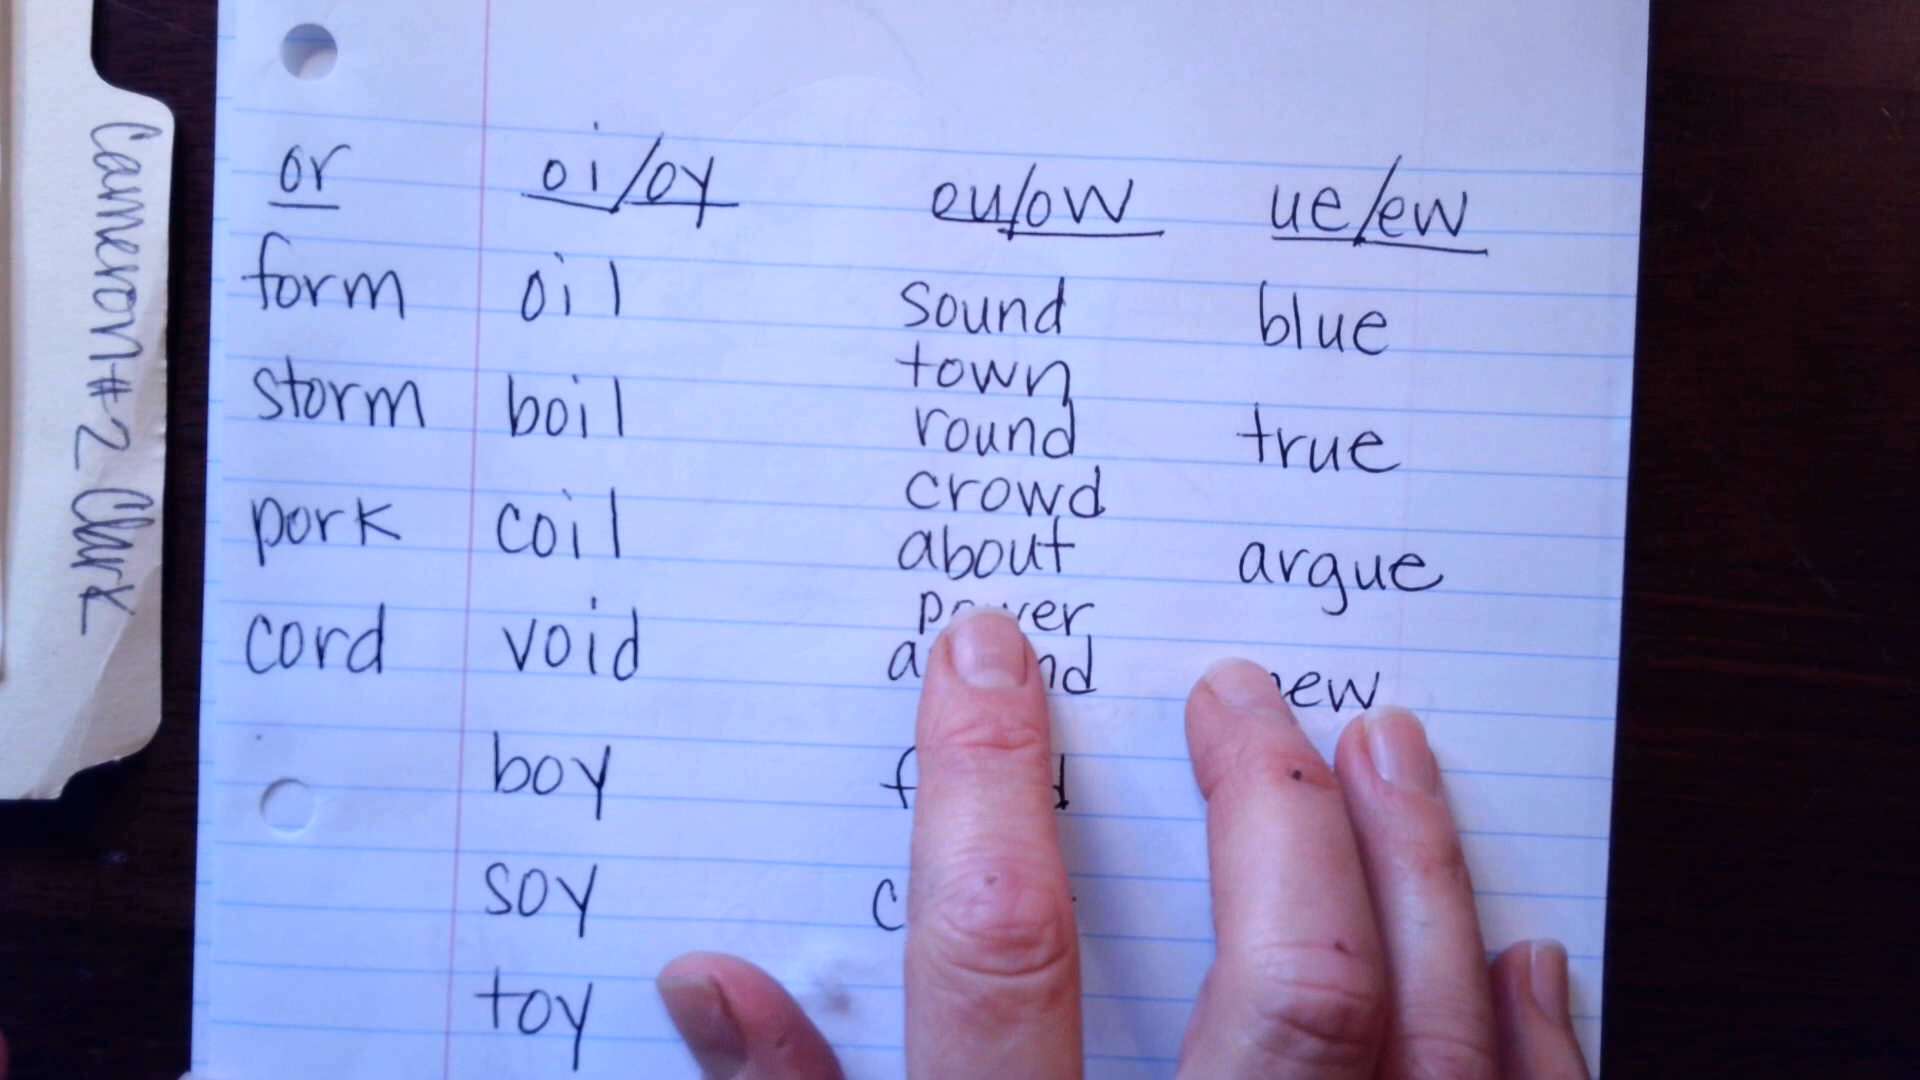 or oi/oy ou/ow ue/ew
form oil sound blue
town
storm boil round true
crowd
pork coil about argue
cord void
boy
soy
toy
Cameron #2 Clark